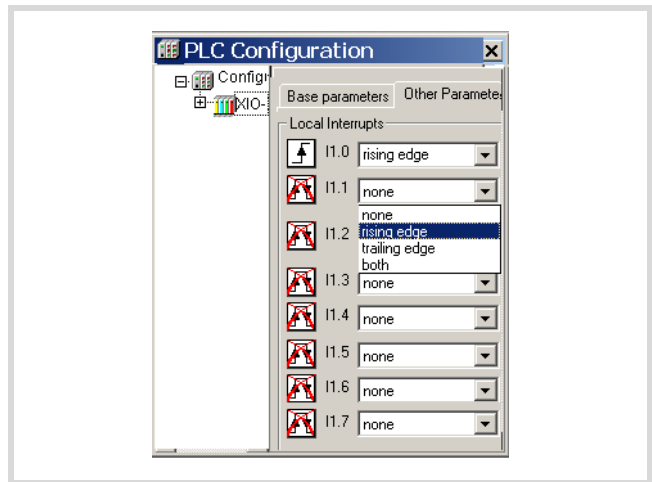 PLC Configuration
Configr
XIO-
Base parameters Other Paramete
Local Interrupts
I1.0 rising edge
I1.1 none
none
I1.2 rising edge
trailing edge
both
I1.3 none
I1.4 none
I1.5 none
I1.6 none
I1.7 none